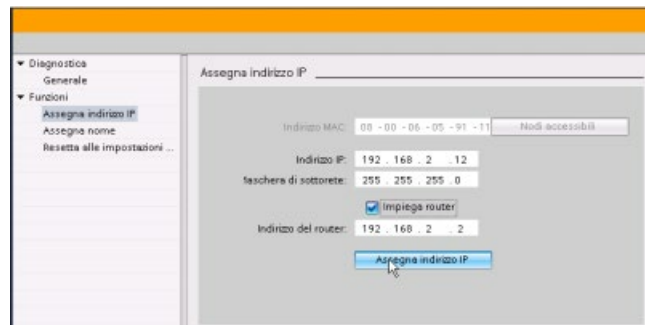 Diagnostica
Generale
Funzioni
Assegna indirizzo IP
Assegna nome
Resetta alle impostazioni ...
Assegna indirizzo IP
Indirizzo MAC: 08 - 00 - 06 - 05 - 91 - 11 Nodi accessibili
Indirizzo IP: 192 . 168 . 2 . 12
Maschera di sottorete: 255 . 255 . 255 . 0
Impiega router
Indirizzo del router: 192 . 168 . 2 . 2
Assegna indirizzo IP